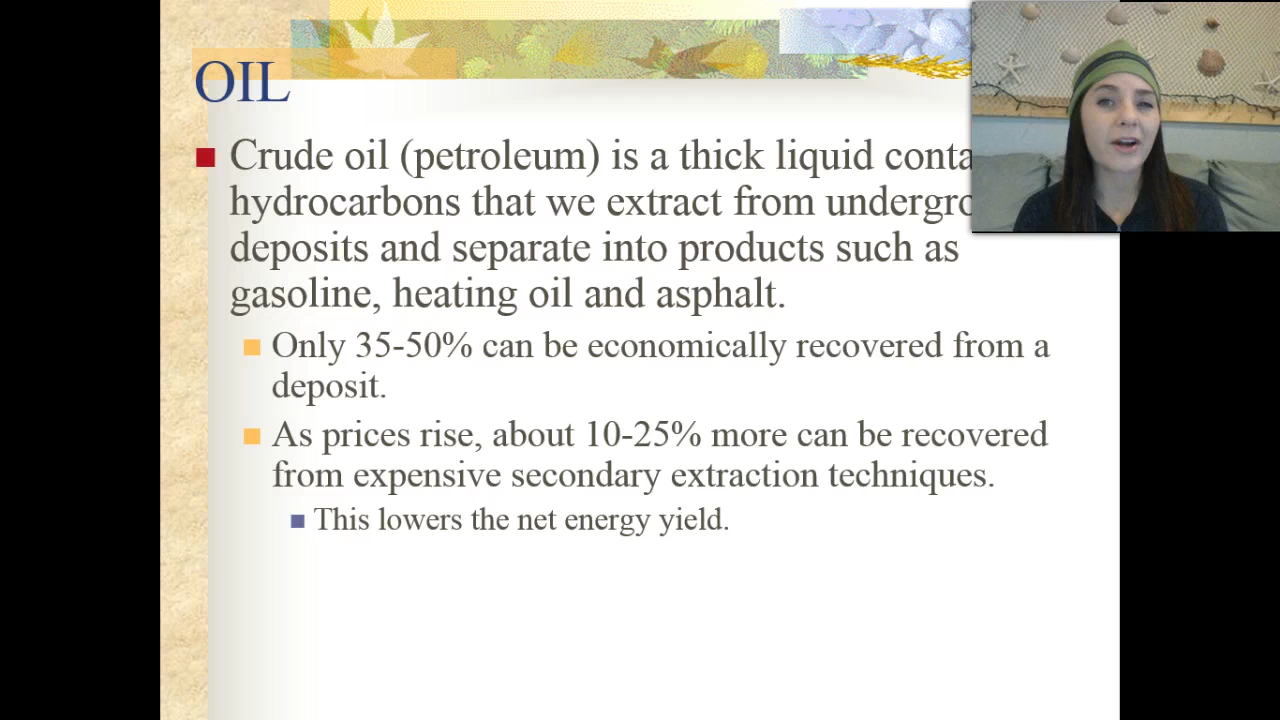 OIL
Crude oil (petroleum) is a thick liquid
hydrocarbons that we extract from
deposits and separate into products such as
gasoline, heating oil and asphalt.
Only 35-50% can be economically recovered from a
deposit.
As prices rise, about 10-25% more can be recovered
from expensive secondary extraction techniques.
This lowers the net energy yield.